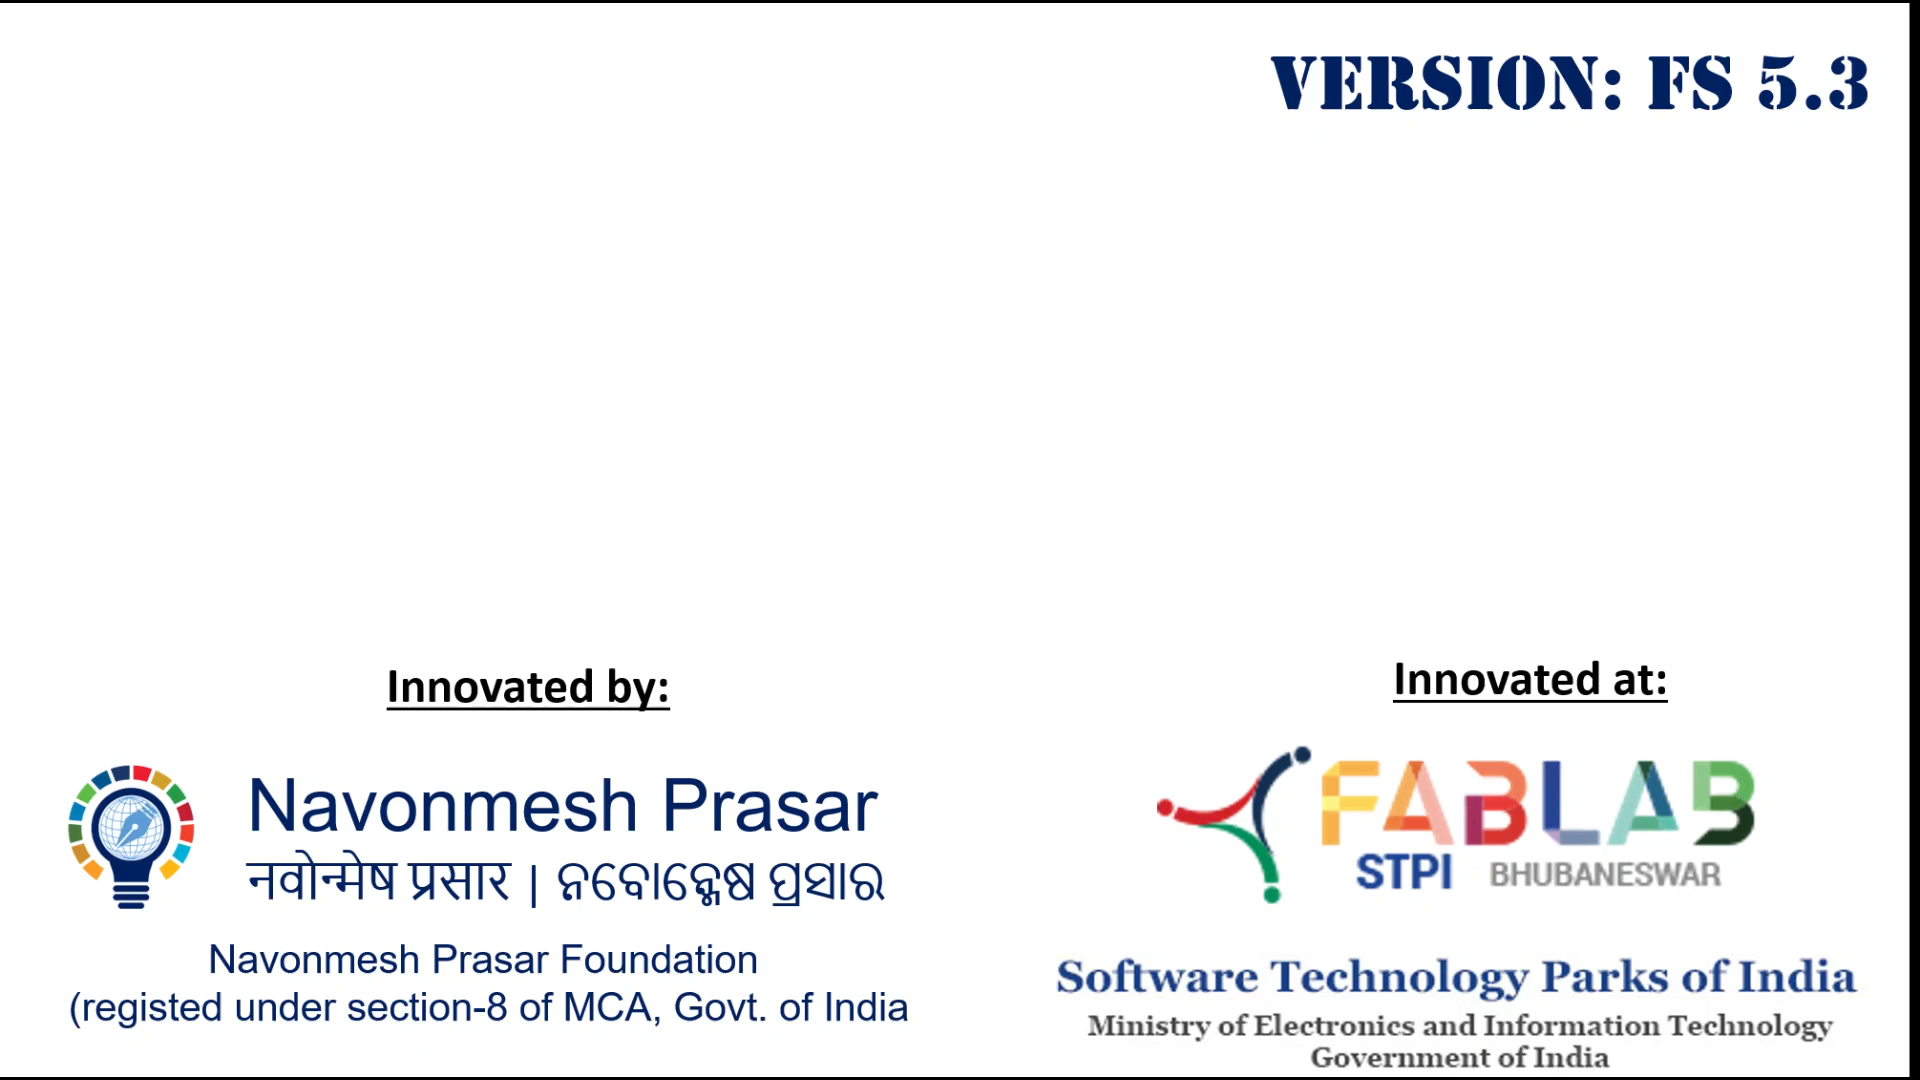 VERSION: FS 5.3
Innovated by:
Navonmesh Prasar
नवोन्मेष प्रसार | ନବୋନ୍ମେଷ ପ୍ରସାର
Navonmesh Prasar Foundation
(registed under section-8 of MCA, Govt. of India
Innovated at:
FABLAB
STPI BHUBANESWAR
Software Technology Parks of India
Ministry of Electronics and Information Technology
Government of India